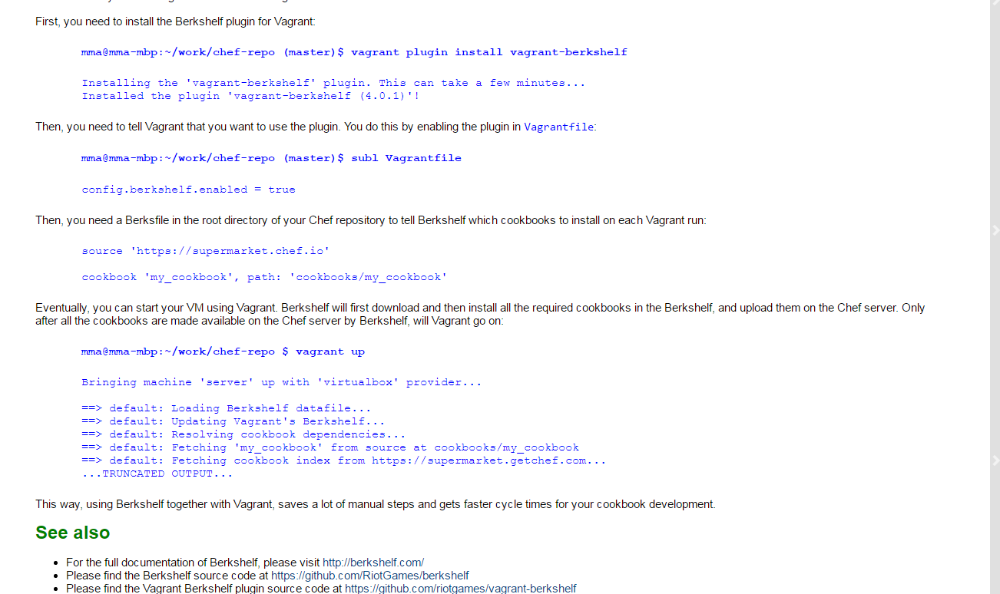 First, you need to install the Berkshelf plugin for Vagrant:
mma@mma-mbp:~/work/chef-repo (master)$ vagrant plugin install vagrant-berkshelf
Installing the 'vagrant-berkshelf' plugin. This can take a few minutes...
Installed the plugin 'vagrant-berkshelf (4.0.1)'!
Then, you need to tell Vagrant that you want to use the plugin. You do this by enabling the plugin in Vagrantfile:
mma@mma-mbp:~/work/chef-repo (master)$ subl Vagrantfile
config.berkshelf.enabled = true
Then, you need a Berksfile in the root directory of your Chef repository to tell Berkshelf which cookbooks to install on each Vagrant run:
source 'https://supermarket.chef.io'
cookbook 'my_cookbook', path: 'cookbooks/my_cookbook'
Eventually, you can start your VM using Vagrant. Berkshelf will first download and then install all the required cookbooks in the Berkshelf, and upload them on the Chef server. Only
after all the cookbooks are made available on the Chef server by Berkshelf, will Vagrant go on:
mma@mma-mbp:~/work/chef-repo $ vagrant up
Bringing machine 'server' up with 'virtualbox' provider...
==> default: Loading Berkshelf datafile...
==> default: Updating Vagrant's Berkshelf...
==> default: Resolving cookbook dependencies...
==> default: Fetching 'my_cookbook' from source at cookbooks/my_cookbook
==> default: Fetching cookbook index from https://supermarket.getchef.com...
...TRUNCATED OUTPUT...
This way, using Berkshelf together with Vagrant, saves a lot of manual steps and gets faster cycle times for your cookbook development.
See also
• For the full documentation of Berkshelf, please visit http://berkshelf.com/
• Please find the Berkshelf source code at https://github.com/RiotGames/berkshelf
• Please find the Vagrant Berkshelf plugin source code at https://github.com/riotgames/vagrant-berkshelf